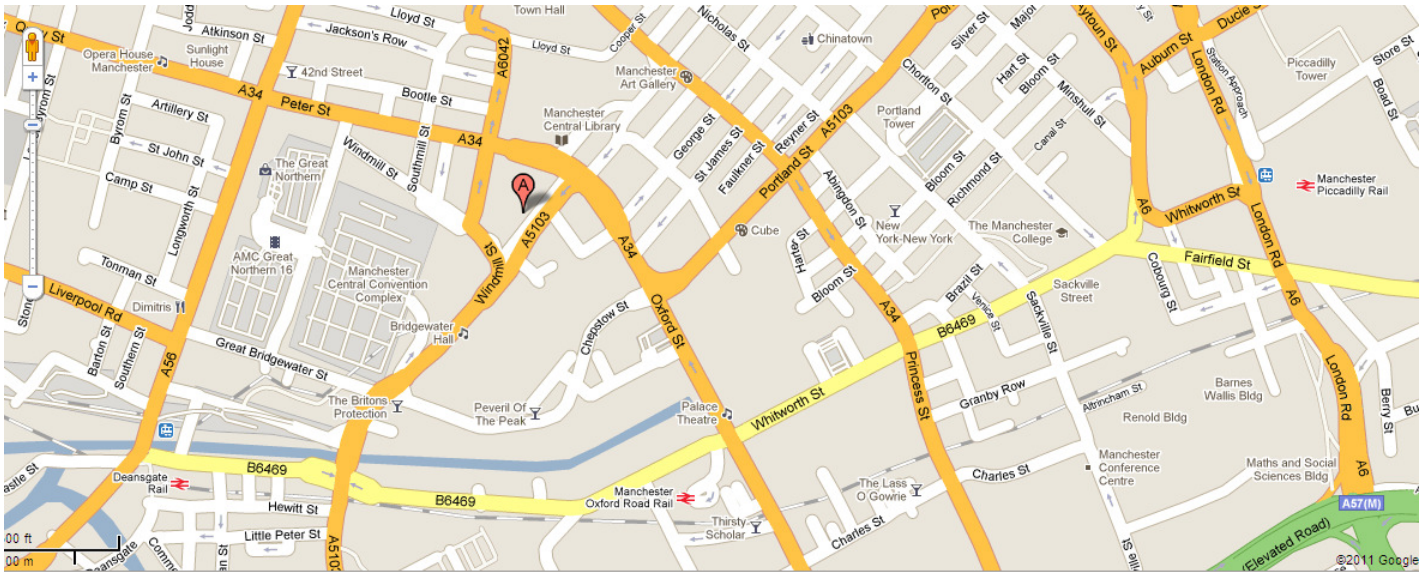 Town Hall
Lloyd St
Cooper St
Nicholas St
Major
Silver St
Ducie St
Jackson's Row
Atkinson St
Sunlight
House
Opera House
Manchester
Lloyd St
A6042
Chinatown
Auburn St
Store St
Station Approach
London Rd
Piccadilly
Tower
42nd Street
Manchester
Art Gallery
Hart St
Bloom St
Chorlton St
Minshull St
A34
Peter St
Bootle St
A5103
Reyner St
Portland
Tower
Board St
Byrom St
Artillery St
Manchester
Central Library
George St
St James St
Faulkner St
Portland St
Canal St
St John St
A34
Windmill St
Southmill St
Bloom St
Richmond St
The Great
Northern
Camp St
Longworth St
A
A5103
Abingdon St
Manchester
Piccadilly Rail
Whitworth St
A6
Cube
New
York-New York
The Manchester
College
London Rd
AMC Great
Northern 16
A34
Tonman St
Windmill St
Manchester
Central Convention
Complex
Bloom St
Brazil St
Fairfield St
Cobourg St
Liverpool Rd
Dimitris
Oxford St
A34
Venice St
Sackville St
Sackville
Street
A6
Barton St
Southern St
A56
Bridgewater
Hall
Chepstow St
B6469
Great Bridgewater St
Princess St
London Rd
Granby Row
Altrincham St
Barnes
Wallis Bldg
Renold Bldg
Berry St
The Britons
Protection
Peveril Of
The Peak
Palace
Theatre
Whitworth St
B6469
Deansgate
Rail
B6469
Manchester
Oxford Road Rail
The Lass
O Gowrie
Charles St
Manchester
Conference
Centre
Maths and Social
Sciences Bldg
A6
A57(M)
Hewitt St
Little Peter St
A5103
Thirsty
Scholar
Charles St
Deansgate
(Elevated Road)
©2011 Google